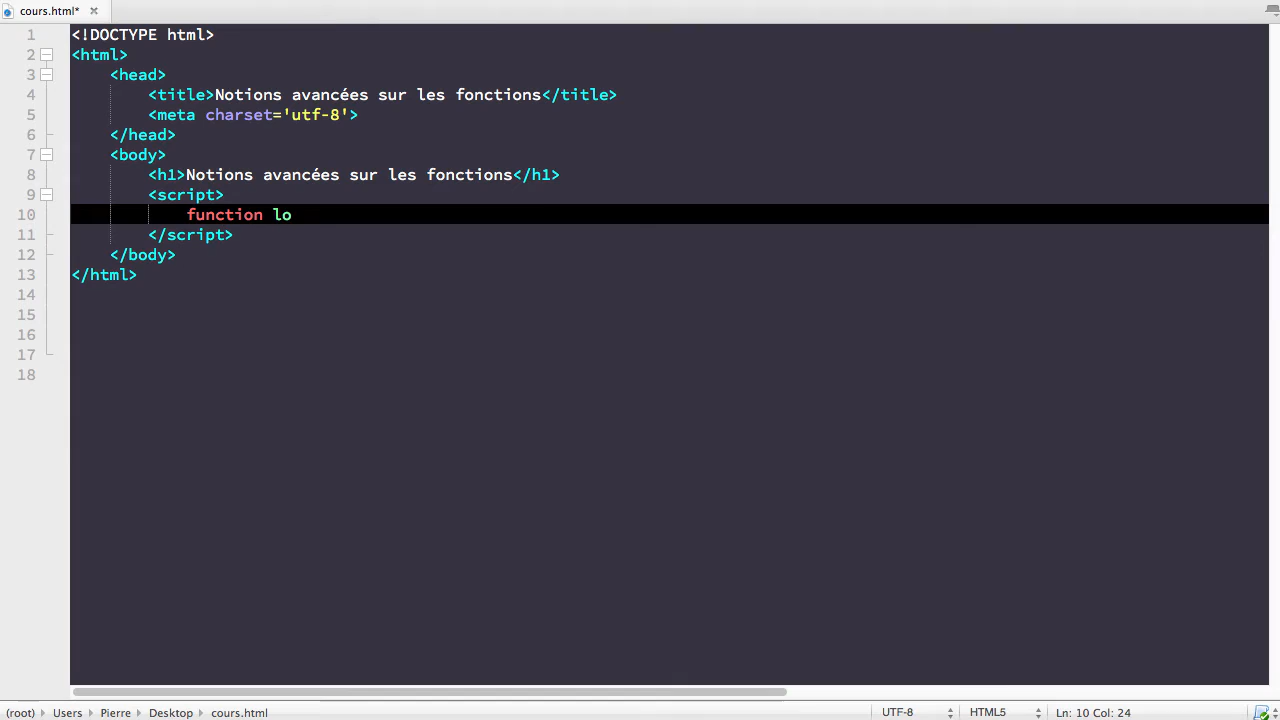 cours.html*
1 <!DOCTYPE html>
2 <html>
3 <head>
4 <title>Notions avancées sur les fonctions</title>
5 <meta charset='utf-8'>
6 </head>
7 <body>
8 <h1>Notions avancées sur les fonctions</h1>
9 <script>
10 function lo
11 </script>
12 </body>
13 </html>
14
15
16
17
18
(root) Users Pierre Desktop cours.html UTF-8 HTML5 Ln: 10 Col: 24